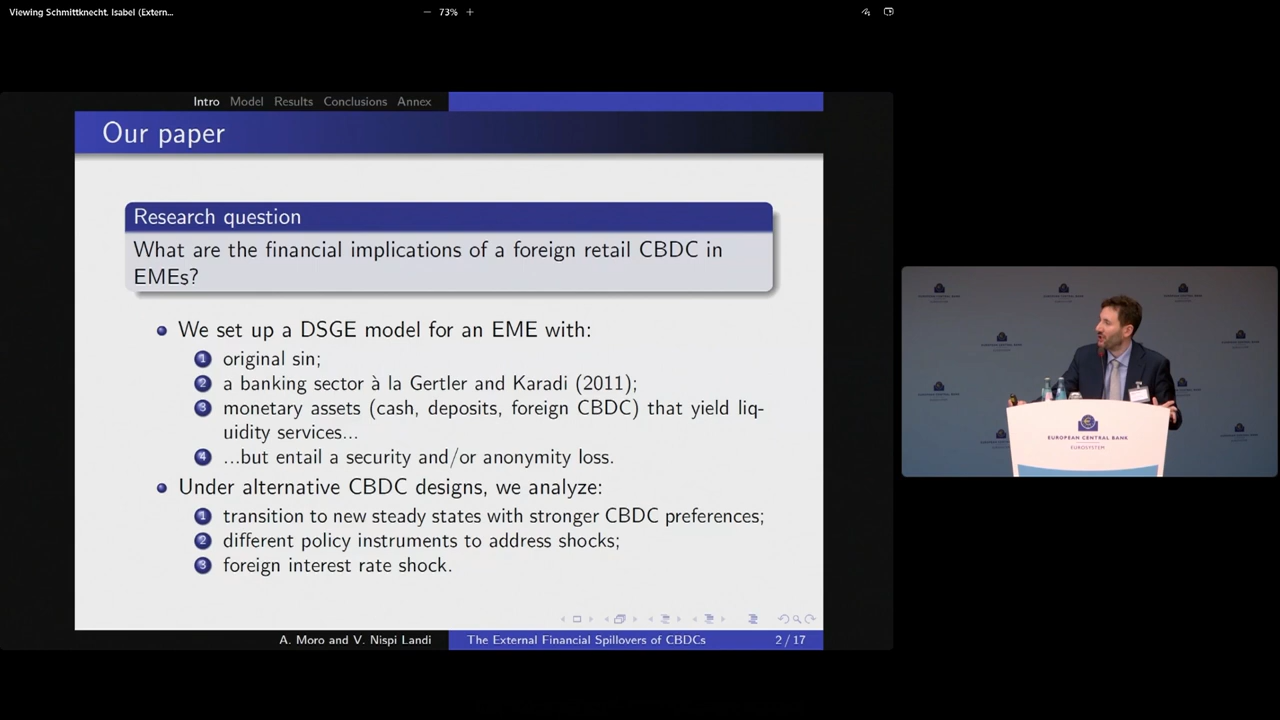 Viewing Schmittknecht, Isabel (Extern...
73%
Intro Model Results Conclusions Annex
Our paper
Research question
What are the financial implications of a foreign retail CBDC in
EMEs?
We set up a DSGE model for an EME with:
1 original sin;
2 a banking sector à la Gertler and Karadi (2011);
3 monetary assets (cash, deposits, foreign CBDC) that yield liq-
uidity services...
4 ...but entail a security and/or anonymity loss.
Under alternative CBDC designs, we analyze:
1 transition to new steady states with stronger CBDC preferences;
2 different policy instruments to address shocks;
3 foreign interest rate shock.
A. Moro and V. Nispi Landi
The External Financial Spillovers of CBDCs
2 / 17
EUROPEAN CENTRAL BANK
EUROSYSTEM